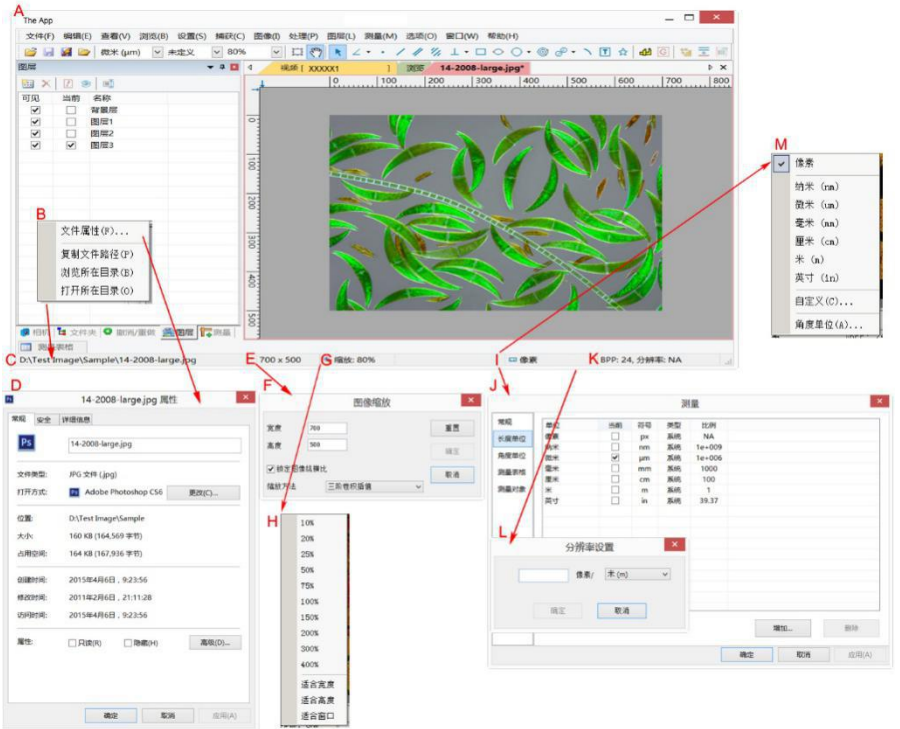 A
The App
文件(F) 编辑(E) 查看(V) 浏览(B) 设置(S) 捕获(C) 图像(I) 处理(P) 图层(L) 测量(M) 选项(O) 窗口(W) 帮助(H)
微米 (μm) 未定义 80%
图层
视频 [ XXXXX1 ] 浏览 14-2008-large.jpg*
0 100 200 300 400 500 600 700 800
可见 当前 名称
背景层
图层1
图层2
图层3
0
100
200
300
400
500
B
文件属性(F)...
复制文件路径(P)
浏览所在目录(B)
打开所在目录(O)
相机 文件夹 取消/重做 图层 测量
测量表格
C D:\Test Image\Sample\14-2008-large.jpg E 700 x 500 G 缩放: 80% I 像素 K BPP: 24, 分辨率: NA
M
像素
纳米 (nm)
微米 (um)
毫米 (mm)
厘米 (cm)
米 (m)
英寸 (in)
自定义(C)...
角度单位(A)...
D
14-2008-large.jpg 属性
常规 安全 详细信息
Ps 14-2008-large.jpg
文件类型: JPG 文件 (.jpg)
打开方式: Ps Adobe Photoshop CS6 更改(C)...
位置: D:\Test Image\Sample
大小: 160 KB (164,569 字节)
占用空间: 164 KB (167,936 字节)
创建时间: 2015年4月6日，9:23:56
修改时间: 2011年2月6日，21:11:28
访问时间: 2015年4月6日，9:23:56
属性: 只读(R) 隐藏(H) 高级(D)...
确定 取消 应用(A)
F
图像缩放
宽度 700 重置
高度 500 确定
锁定图像纵横比 取消
缩放方法 三阶卷积插值
H
10%
20%
25%
50%
75%
100%
150%
200%
300%
400%
适合宽度
适合高度
适合窗口
J
测量
常规
长度单位
角度单位
测量表格
测量对象
单位 当前 符号 类型 比例
像素 px 系统 NA
纳米 nm 系统 1e+009
微米 μm 系统 1e+006
毫米 mm 系统 1000
厘米 cm 系统 100
米 m 系统 1
英寸 in 系统 39.37
增加... 删除
确定 取消 应用(A)
L
分辨率设置
像素/ 米 (m)
确定 取消